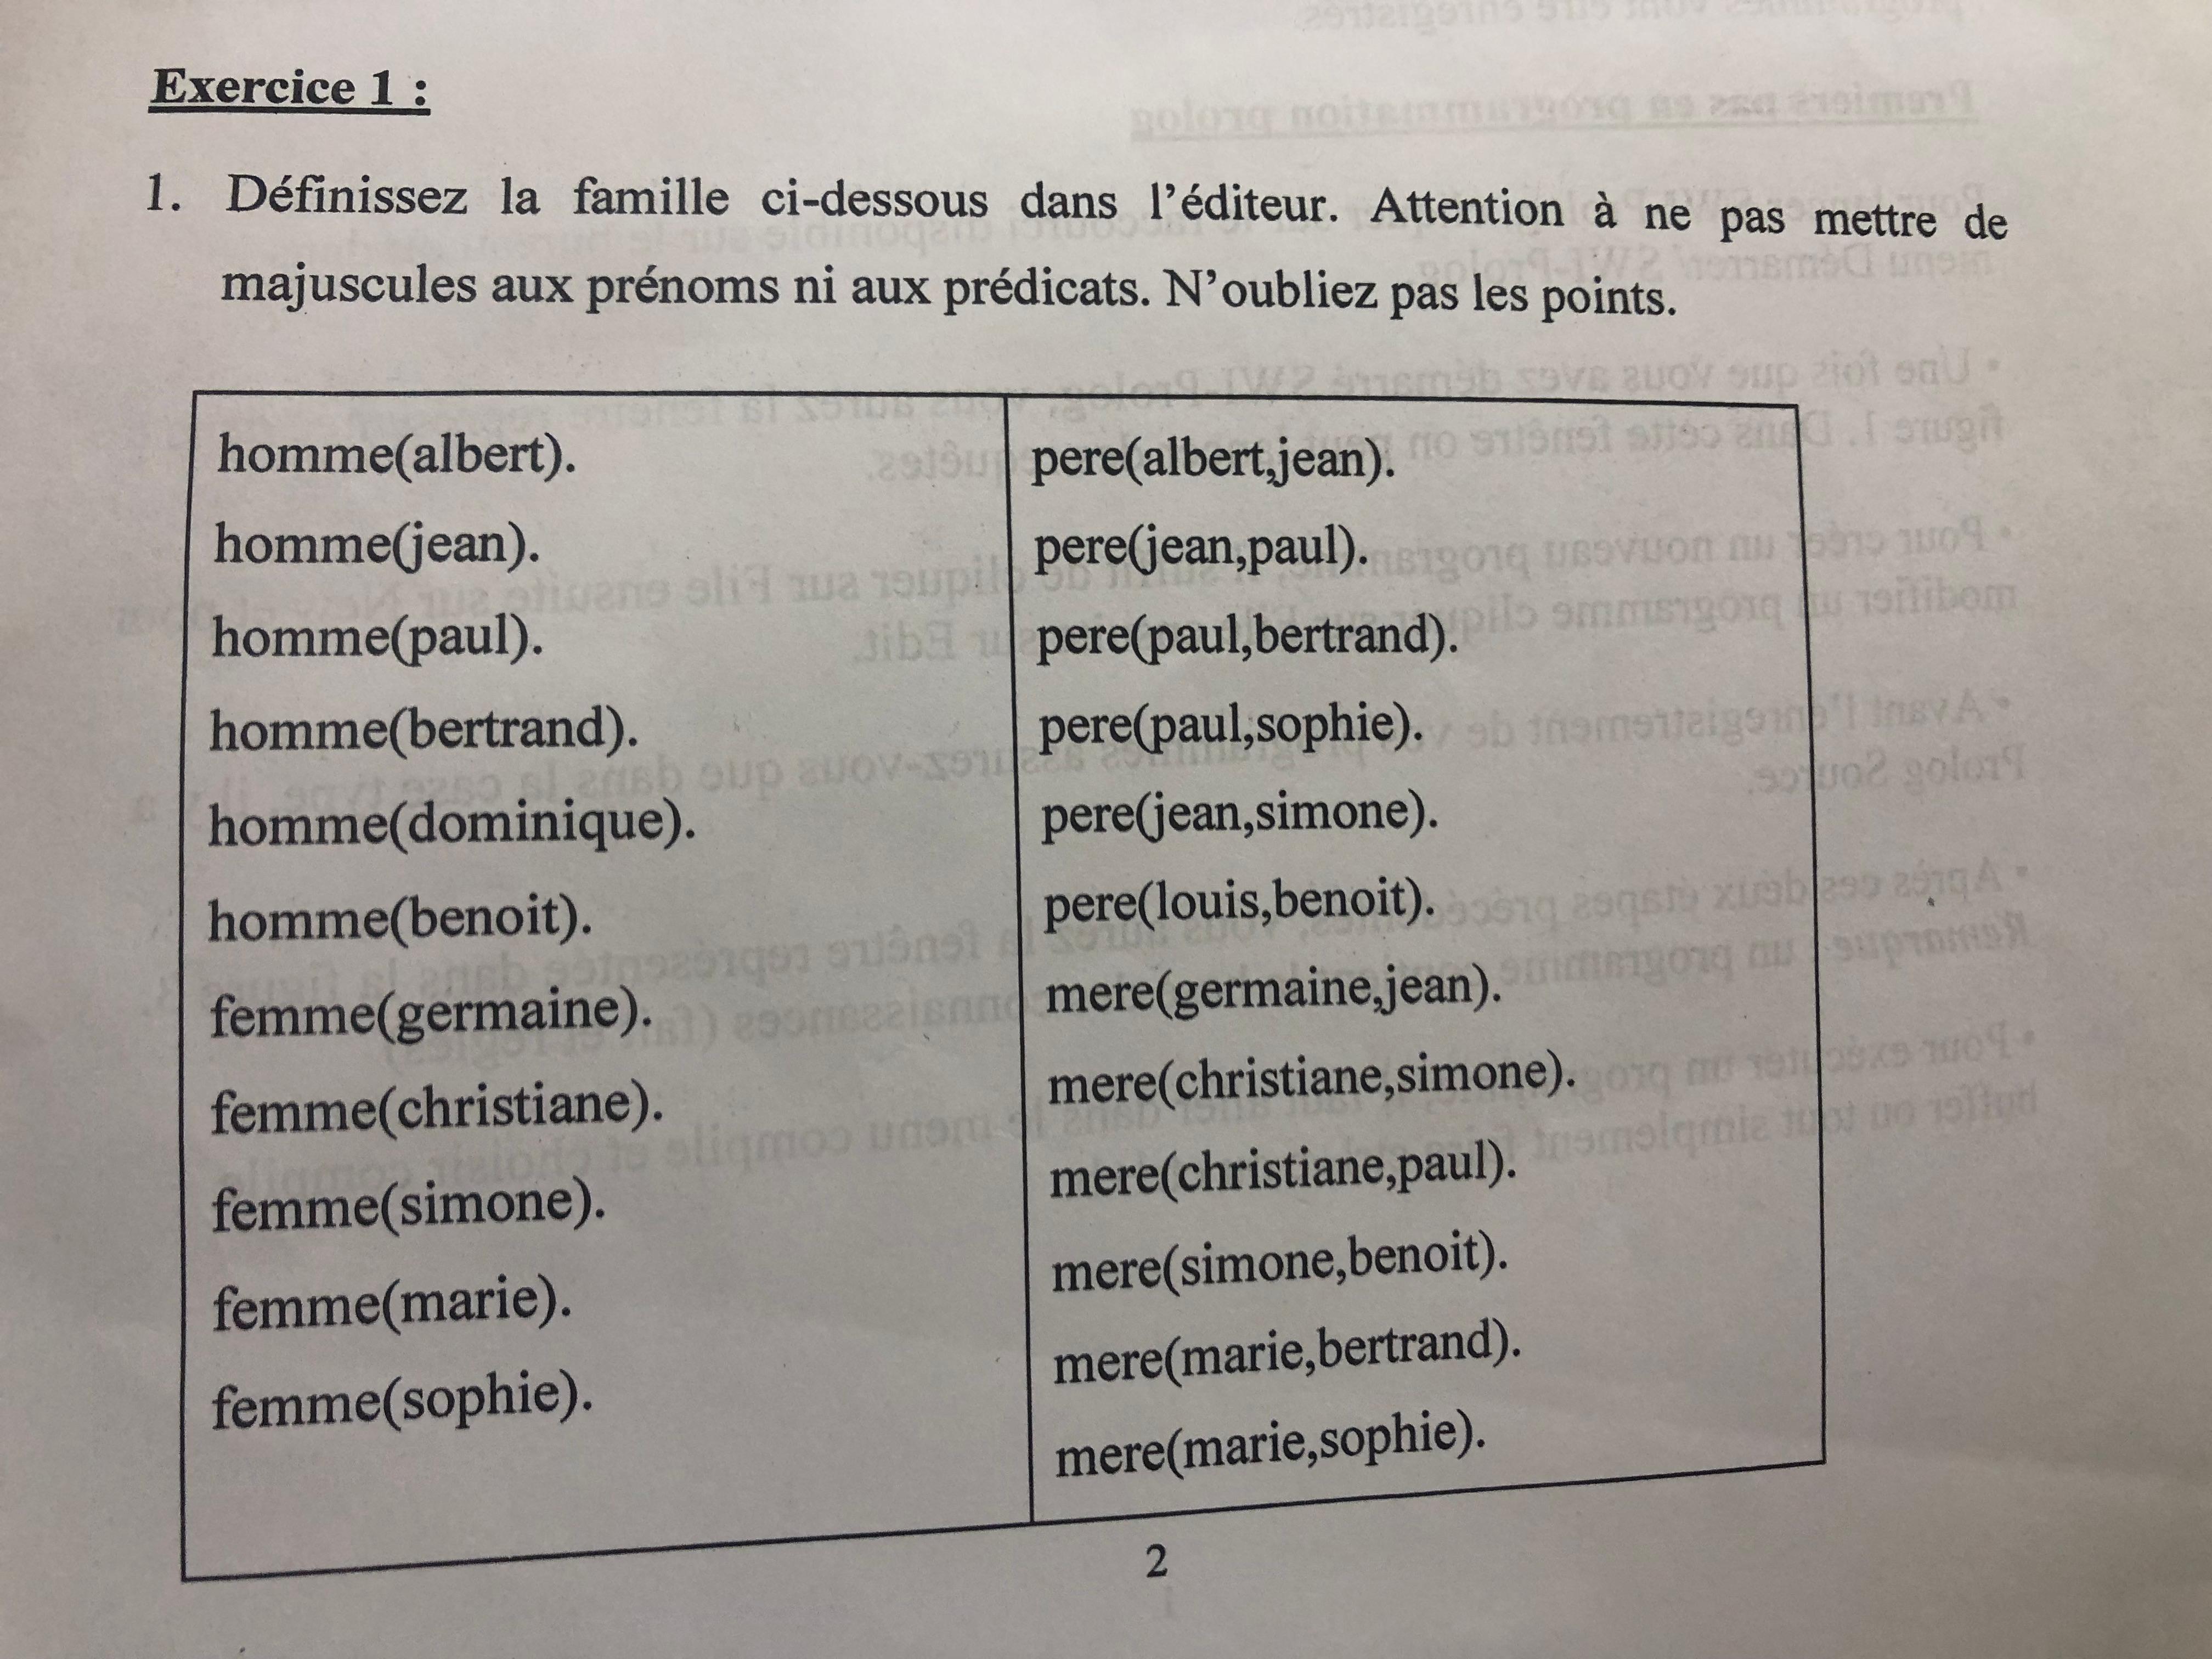 Exercice 1 :
1. Définissez la famille ci-dessous dans l'éditeur. Attention à ne pas mettre de
majuscules aux prénoms ni aux prédicats. N'oubliez pas les points.
homme(albert).
homme(jean).
homme(paul).
homme(bertrand).
homme(dominique).
homme(benoit).
femme(germaine).
femme(christiane).
femme(simone).
femme(marie).
femme(sophie).
pere(albert,jean).
pere(jean,paul).
pere(paul,bertrand).
pere(paul,sophie).
pere(jean,simone).
pere(louis,benoit).
mere(germaine,jean).
mere(christiane,simone).
mere(christiane,paul).
mere(simone,benoit).
mere(marie,bertrand).
mere(marie,sophie).
2